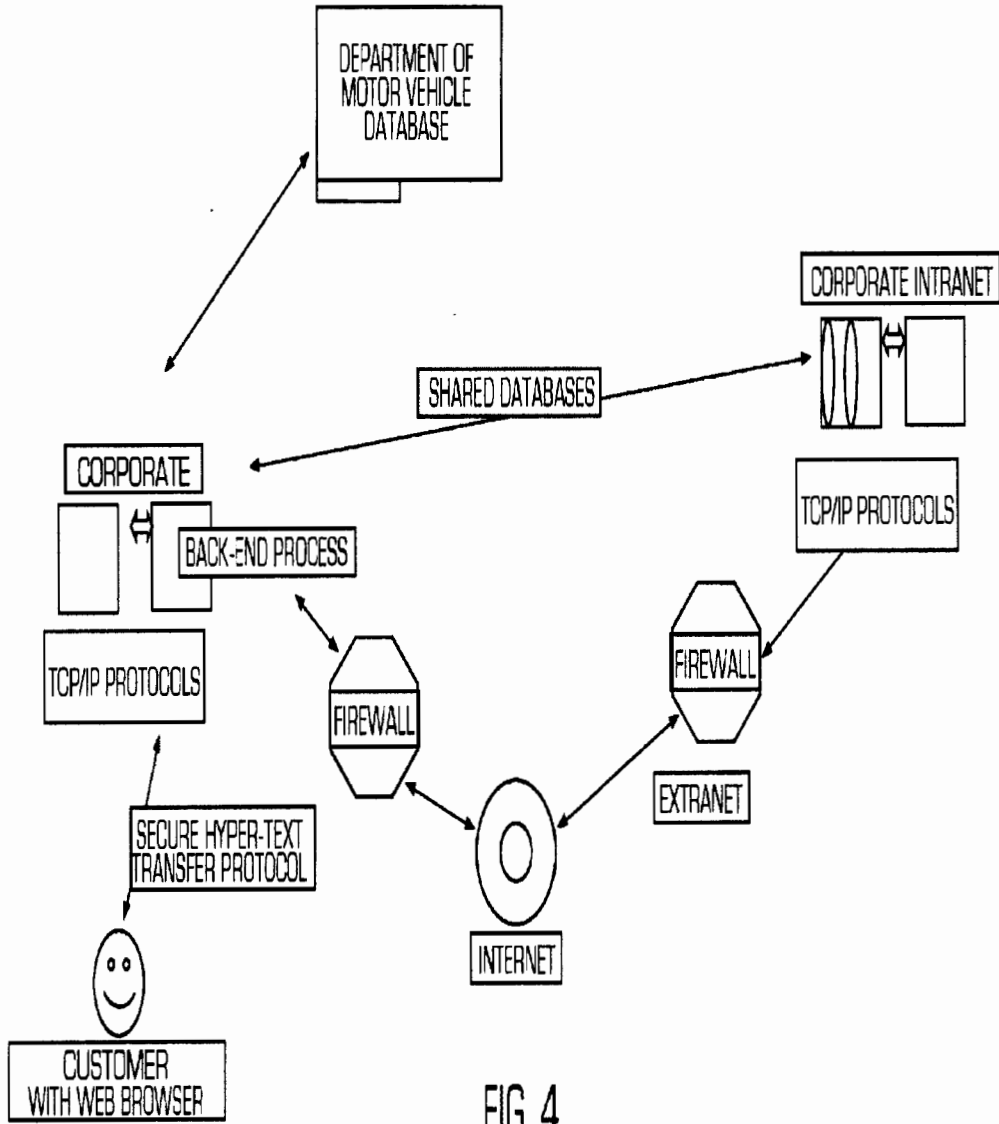 DEPARTMENT OF
MOTOR VEHICLE
DATABASE
CORPORATE INTRANET
SHARED DATABASES
CORPORATE
TCP/IP PROTOCOLS
BACK-END PROCESS
FIREWALL
TCP/IP PROTOCOLS
FIREWALL
EXTRANET
SECURE HYPER-TEXT
TRANSFER PROTOCOL
INTERNET
CUSTOMER
WITH WEB BROWSER
FIG. 4